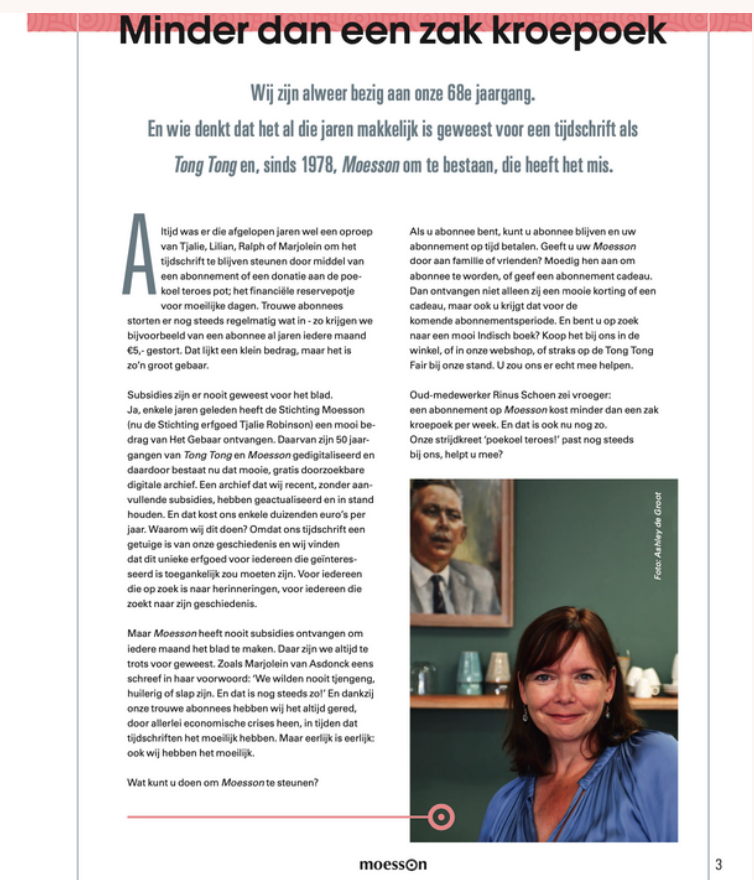 Minder dan een zak kroepoek
Wij zijn alweer bezig aan onze 68e jaargang.
En wie denkt dat het al die jaren makkelijk is geweest voor een tijdschrift als
Tong Tong en, sinds 1978, Moesson om te bestaan, die heeft het mis.
Altijd was er die afgelopen jaren wel een oproep
van Tjalie, Lilian, Ralph of Marjolein om het
tijdschrift te blijven steunen door middel van
een abonnement of een donatie aan de poe-
koel teroes pot; het financiële reservepotje
voor moeilijke dagen. Trouwe abonnees
storten er nog steeds regelmatig wat in - zo krijgen we
bijvoorbeeld van een abonnee al jaren iedere maand
€5,- gestort. Dat lijkt een klein bedrag, maar het is
zo'n groot gebaar.
Subsidies zijn er nooit geweest voor het blad.
Ja, enkele jaren geleden heeft de Stichting Moesson
(nu de Stichting erfgoed Tjalie Robinson) een mooi be-
drag van Het Gebaar ontvangen. Daarvan zijn 50 jaar-
gangen van Tong Tong en Moesson gedigitaliseerd en
daardoor bestaat nu dat mooie, gratis doorzoekbare
digitale archief. Een archief dat wij recent, zonder aan-
vullende subsidies, hebben geactualiseerd en in stand
houden. En dat kost ons enkele duizenden euro's per
jaar. Waarom wij dit doen? Omdat ons tijdschrift een
getuige is van onze geschiedenis en wij vinden
dat dit unieke erfgoed voor iedereen die geïnteres-
seerd is toegankelijk zou moeten zijn. Voor iedereen
die op zoek is naar herinneringen, voor iedereen die
zoekt naar zijn geschiedenis.
Maar Moesson heeft nooit subsidies ontvangen om
iedere maand het blad te maken. Daar zijn we altijd te
trots voor geweest. Zoals Marjolein van Asdonck eens
schreef in haar voorwoord: 'We wilden nooit tjengeng,
huilerig of slap zijn. En dat is nog steeds zo!' En dankzij
onze trouwe abonnees hebben wij het altijd gered,
door allerlei economische crises heen, in tijden dat
tijdschriften het moeilijk hebben. Maar eerlijk is eerlijk:
ook wij hebben het moeilijk.
Wat kunt u doen om Moesson te steunen?
Als u abonnee bent, kunt u abonnee blijven en uw
abonnement op tijd betalen. Geeft u uw Moesson
door aan familie of vrienden? Moedig hen aan om
abonnee te worden, of geef een abonnement cadeau.
Dan ontvangen niet alleen zij een mooie korting of een
cadeau, maar ook u krijgt dat voor de
komende abonnementsperiode. En bent u op zoek
naar een mooi Indisch boek? Koop het bij ons in de
winkel, of in onze webshop, of straks op de Tong Tong
Fair bij onze stand. U zou ons er echt mee helpen.
Oud-medewerker Rinus Schoen zei vroeger:
een abonnement op Moesson kost minder dan een zak
kroepoek per week. En dat is ook nu nog zo.
Onze strijdkreet 'poekoel teroes!' past nog steeds
bij ons, helpt u mee?
Foto: Ashley de Groot
moesson
3